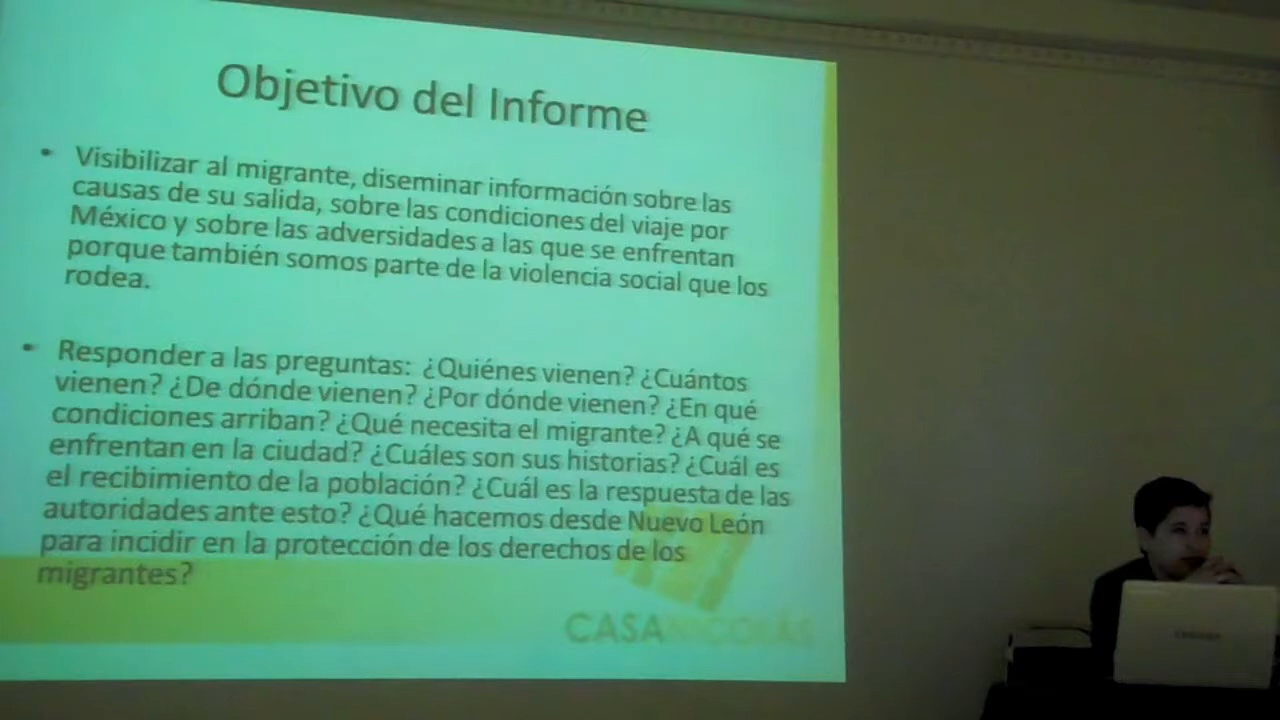 Objetivo del Informe
• Visibilizar al migrante, diseminar información sobre las
causas de su salida, sobre las condiciones del viaje por
México y sobre las adversidades a las que se enfrentan
porque también somos parte de la violencia social que los
rodea.
• Responder a las preguntas: ¿Quiénes vienen? ¿Cuántos
vienen? ¿De dónde vienen? ¿Por dónde vienen? ¿En qué
condiciones arriban? ¿Qué necesita el migrante? ¿A qué se
enfrentan en la ciudad? ¿Cuáles son sus historias? ¿Cuál es
el recibimiento de la población? ¿Cuál es la respuesta de las
autoridades ante esto? ¿Qué hacemos desde Nuevo León
para incidir en la protección de los derechos de los
migrantes?
CASANICOLÁS